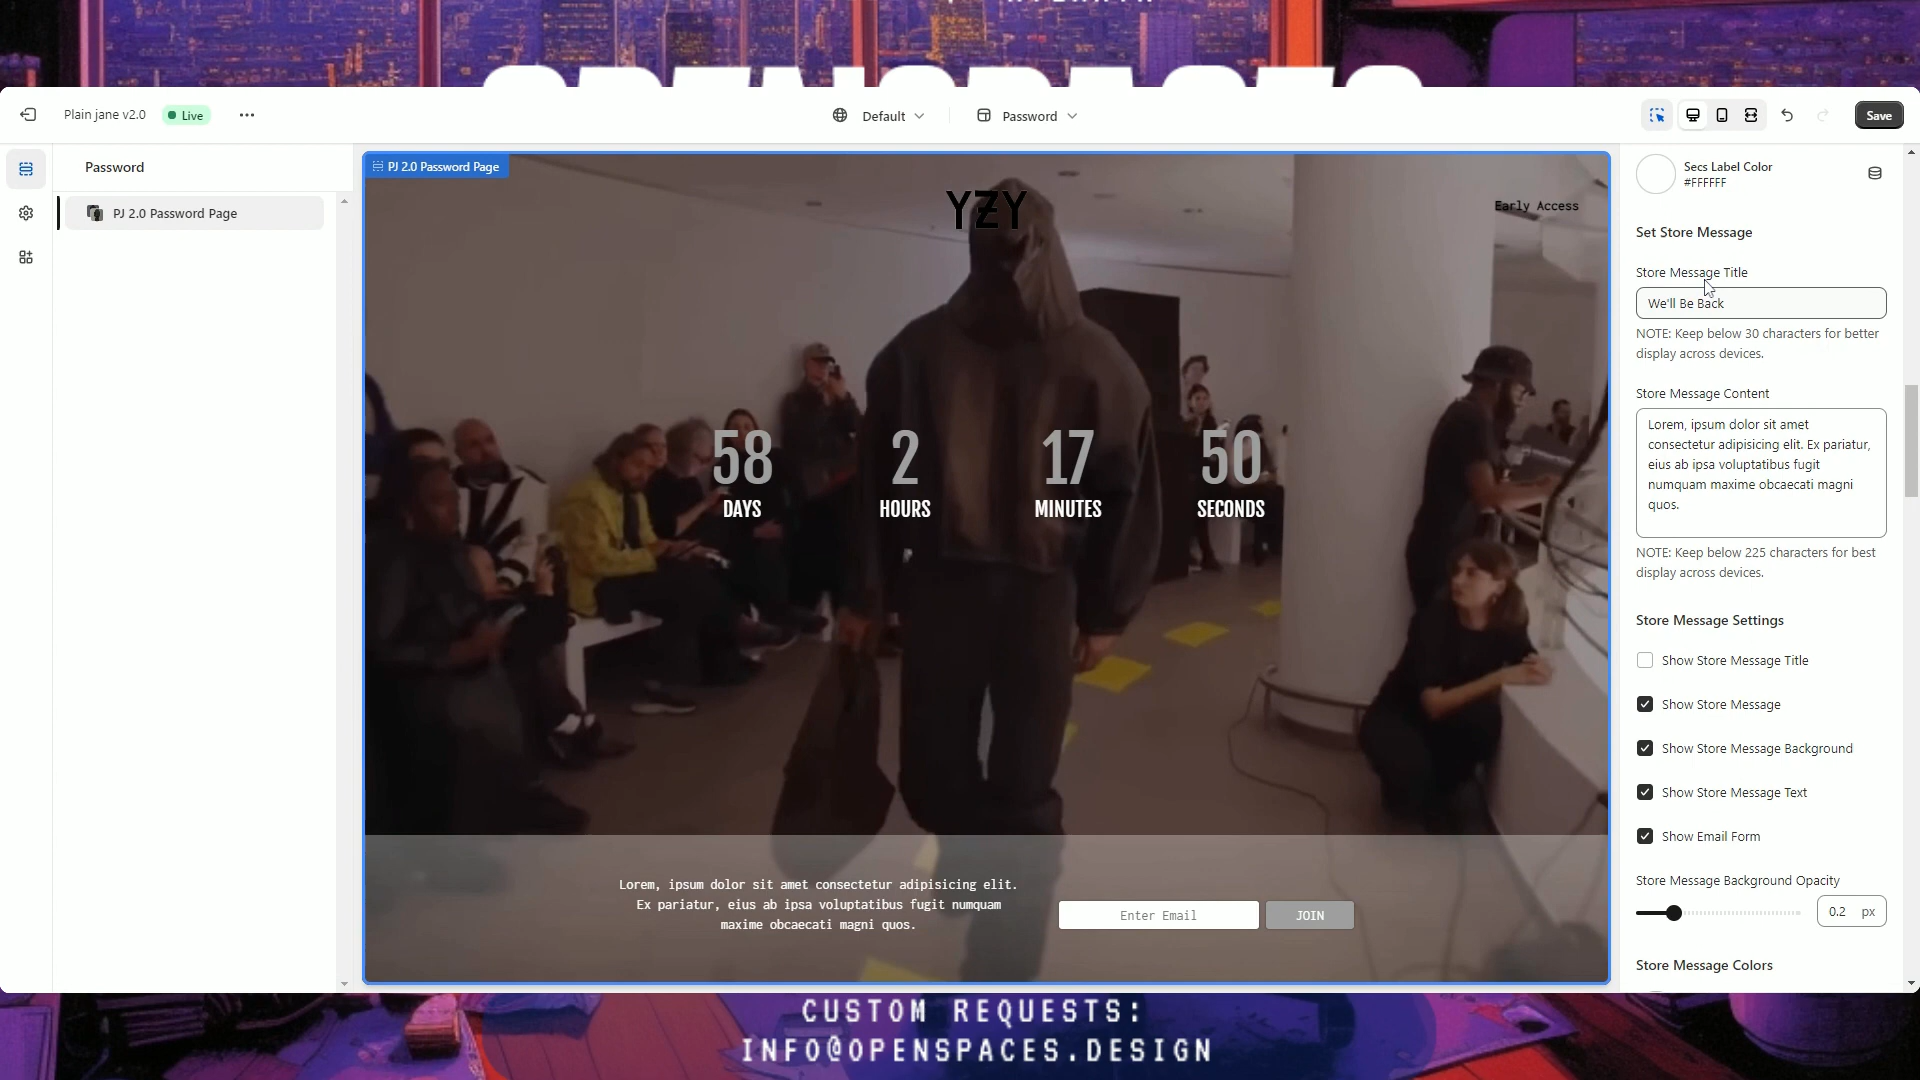 Plain jane v2.0
Live
Default
Password
Save
Password
PJ 2.0 Password Page
PJ 2.0 Password Page
YZY
Early Access
58
2
17
50
DAYS
HOURS
MINUTES
SECONDS
Lorem, ipsum dolor sit amet consectetur adipisicing elit.
Ex pariatur, eius ab ipsa voluptatibus fugit numquam
maxime obcaecati magni quos.
Enter Email
JOIN
Secs Label Color
#FFFFFF
Set Store Message
Store Message Title
We'll Be Back
NOTE: Keep below 30 characters for better
display across devices.
Store Message Content
Lorem, ipsum dolor sit amet
consectetur adipisicing elit. Ex pariatur,
eius ab ipsa voluptatibus fugit
numquam maxime obcaecati magni
quos.
NOTE: Keep below 225 characters for best
display across devices.
Store Message Settings
Show Store Message Title
Show Store Message
Show Store Message Background
Show Store Message Text
Show Email Form
Store Message Background Opacity
0.2 px
Store Message Colors
CUSTOM REQUESTS:
INFO@OPENSPACES.DESIGN